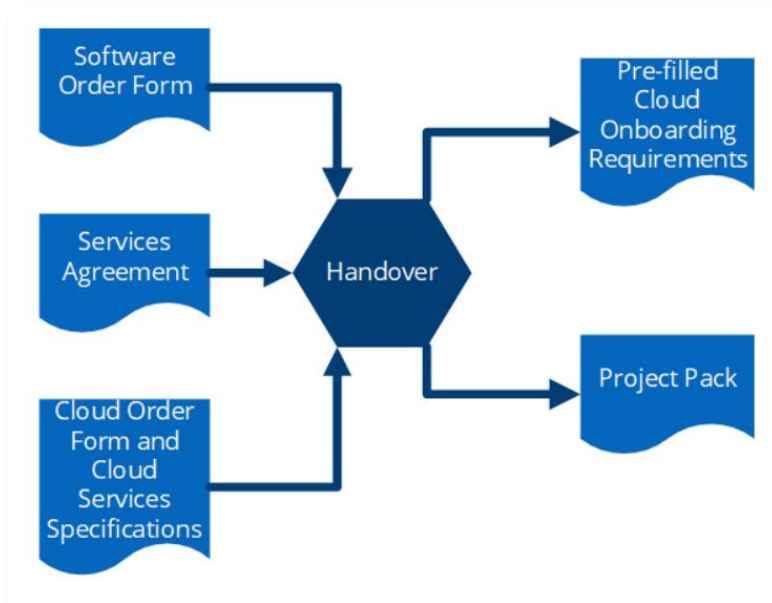 Software
Order Form
Services
Agreement
Cloud Order
Form and
Cloud
Services
Specifications
Handover
Pre-filled
Cloud
Onboarding
Requirements
Project Pack